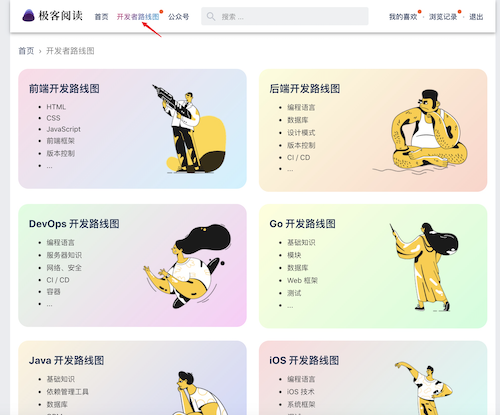 极客阅读 首页 开发者路线图 公众号 搜索 ... 我的喜欢 · 浏览记录 · 退出
首页 › 开发者路线图
前端开发路线图
HTML
CSS
JavaScript
前端框架
版本控制
...
后端开发路线图
编程语言
数据库
设计模式
版本控制
CI / CD
...
DevOps 开发路线图
编程语言
服务器知识
网络、安全
CI / CD
容器
...
Go 开发路线图
基础知识
模块
数据库
Web 框架
测试
...
Java 开发路线图
基础知识
依赖管理工具
数据库
iOS 开发路线图
编程语言
iOS 技术
系统框架